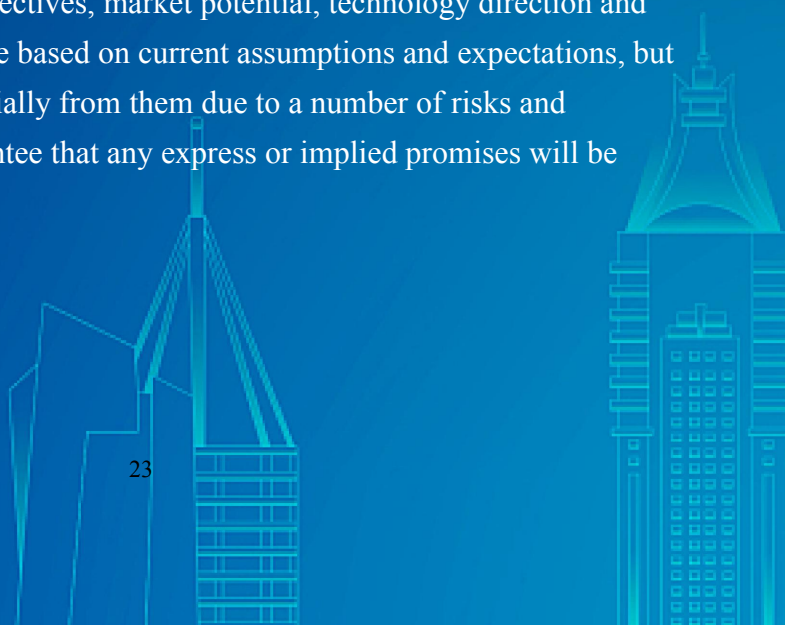 ectives, market potential, technology direction and
e based on current assumptions and expectations, but
ially from them due to a number of risks and
ntee that any express or implied promises will be
23